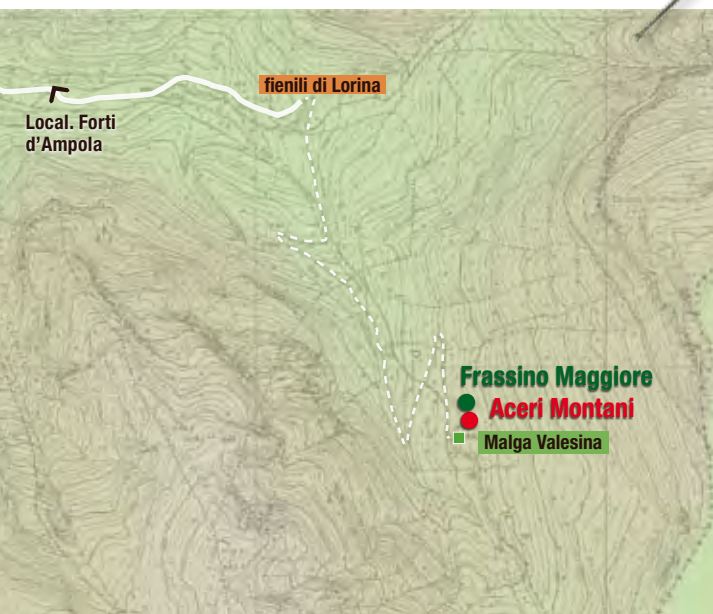 fienili di Lorina
Local. Forti
d'Ampola
Frassino Maggiore
Aceri Montani
Malga Valesina